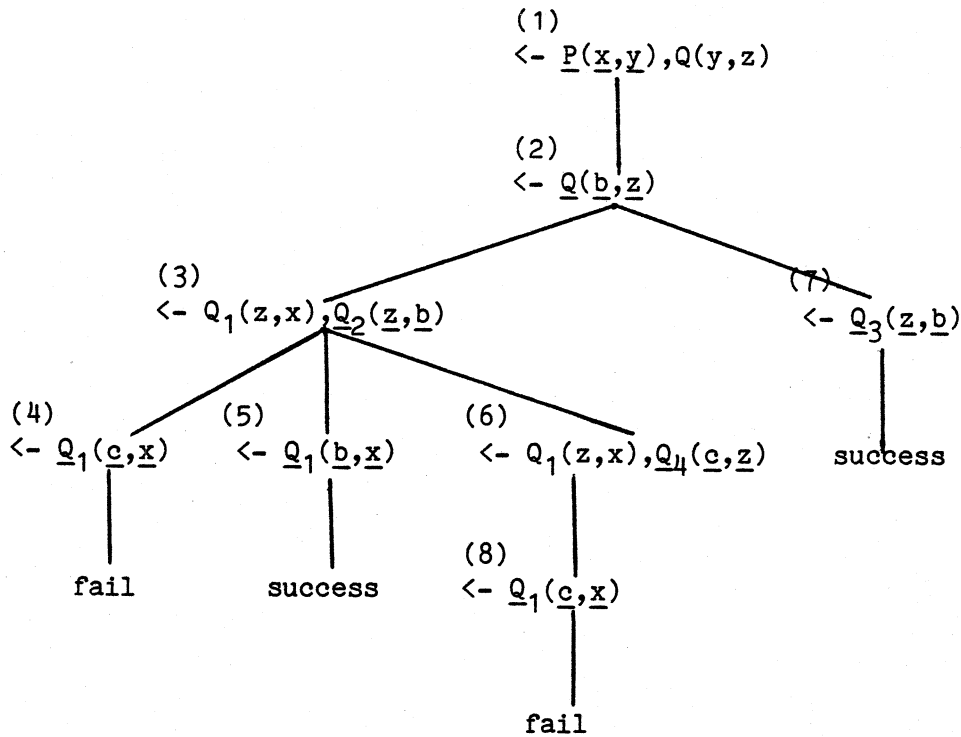 (1)
<- P(x,y),Q(y,z)
(2)
<- Q(b,z)
(3)
<- Q1(z,x),Q2(z,b)
(7)
<- Q3(z,b)
(4)
<- Q1(c,x)
(5)
<- Q1(b,x)
(6)
<- Q1(z,x),Q4(c,z)
success
fail
success
(8)
<- Q1(c,x)
fail